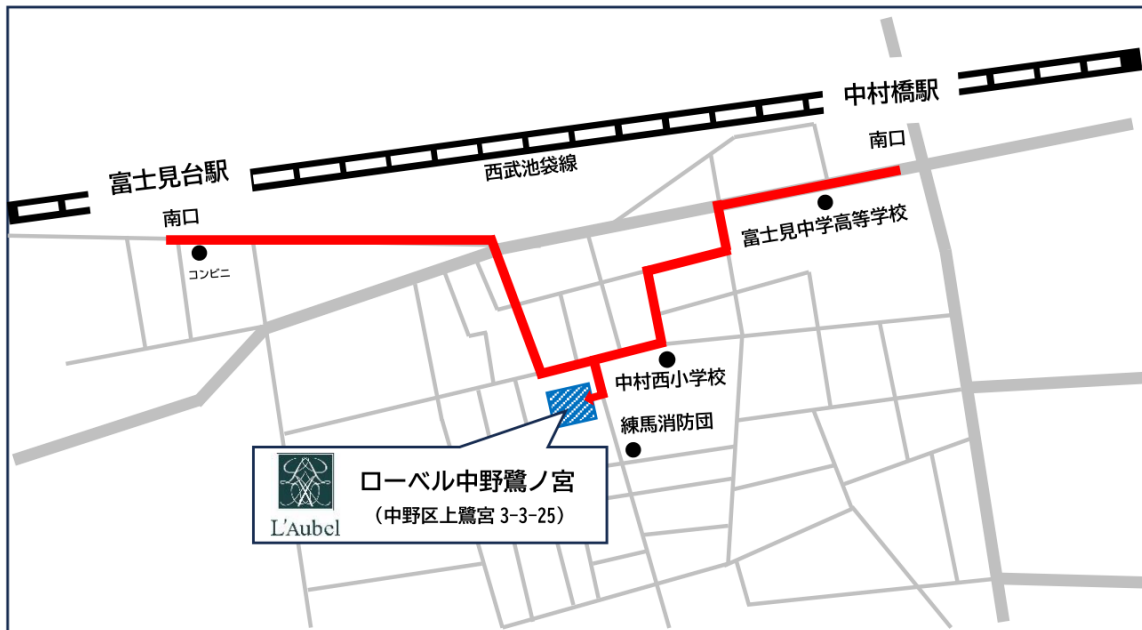 中村橋駅
南口
西武池袋線
富士見台駅
南口
コンビニ
富士見中学高等学校
中村西小学校
練馬消防団
L'Aubel
ローベル中野鷺ノ宮
（中野区上鷺宮 3-3-25）